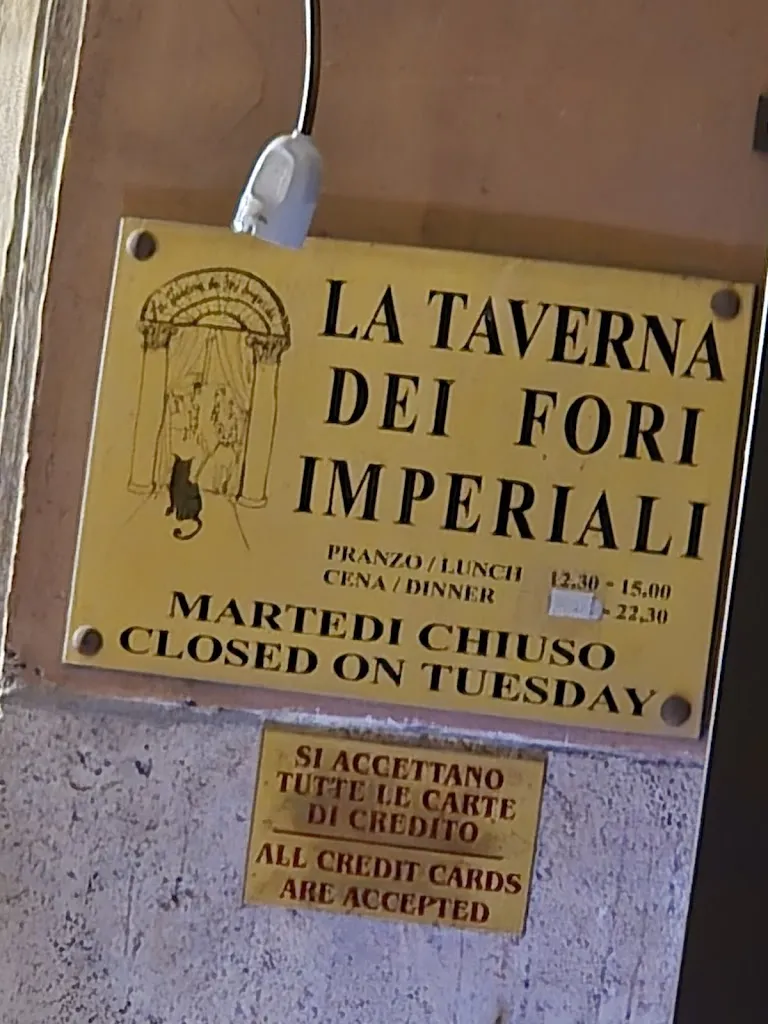 LA TAVERNA
DEI FORI
IMPERIALI
PRANZO / LUNCH 12.30 - 15.00
CENA / DINNER - 22.30
MARTEDI CHIUSO
CLOSED ON TUESDAY
SI ACCETTANO
TUTTE LE CARTE
DI CREDITO
ALL CREDIT CARDS
ARE ACCEPTED